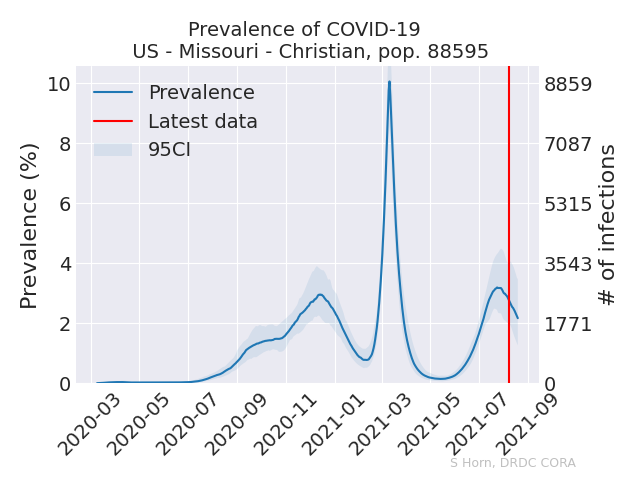 Prevalence of COVID-19
US - Missouri - Christian, pop. 88595
Prevalence (%)
10
8
6
4
2
0
Prevalence
Latest data
95CI
8859
7087
5315
3543
1771
0
# of infections
2020-03
2020-05
2020-07
2020-09
2020-11
2021-01
2021-03
2021-05
2021-07
2021-09
S Horn, DRDC CORA